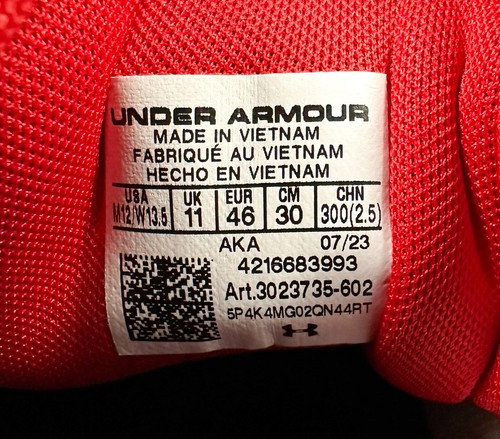 UNDER ARMOUR
MADE IN VIETNAM
FABRIQUÉ AU VIETNAM
HECHO EN VIETNAM
USA UK EUR CM CHN
M12/W13.5 11 46 30 300(2.5)
AKA 07/23
4216683993
Art.3023735-602
5P4K4MG02QN44RT